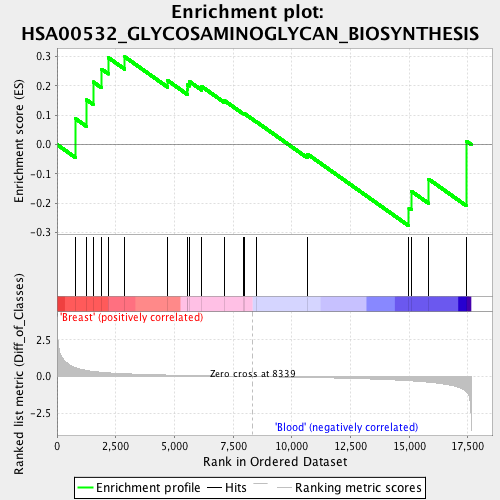 Enrichment plot:
HSA00532_GLYCOSAMINOGLYCAN_BIOSYNTHESIS
Enrichment score (ES)
0.3
0.2
0.1
0.0
-0.1
-0.2
-0.3
'Breast' (positively correlated)
Ranked list metric (Diff_of_Classes)
2.5
0.0
-2.5
Zero cross at 8339
'Blood' (negatively correlated)
0 2,500 5,000 7,500 10,000 12,500 15,000 17,500
Rank in Ordered Dataset
Enrichment profile Hits Ranking metric scores